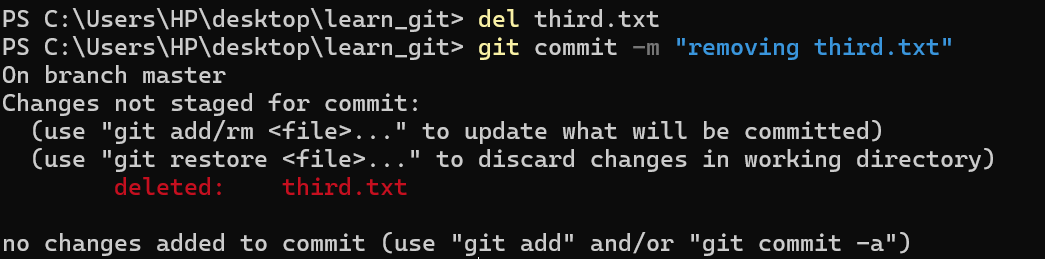 PS C:\Users\HP\desktop\learn_git> del third.txt
PS C:\Users\HP\desktop\learn_git> git commit -m "removing third.txt"
On branch master
Changes not staged for commit:
  (use "git add/rm <file>..." to update what will be committed)
  (use "git restore <file>..." to discard changes in working directory)
        deleted:    third.txt

no changes added to commit (use "git add" and/or "git commit -a")